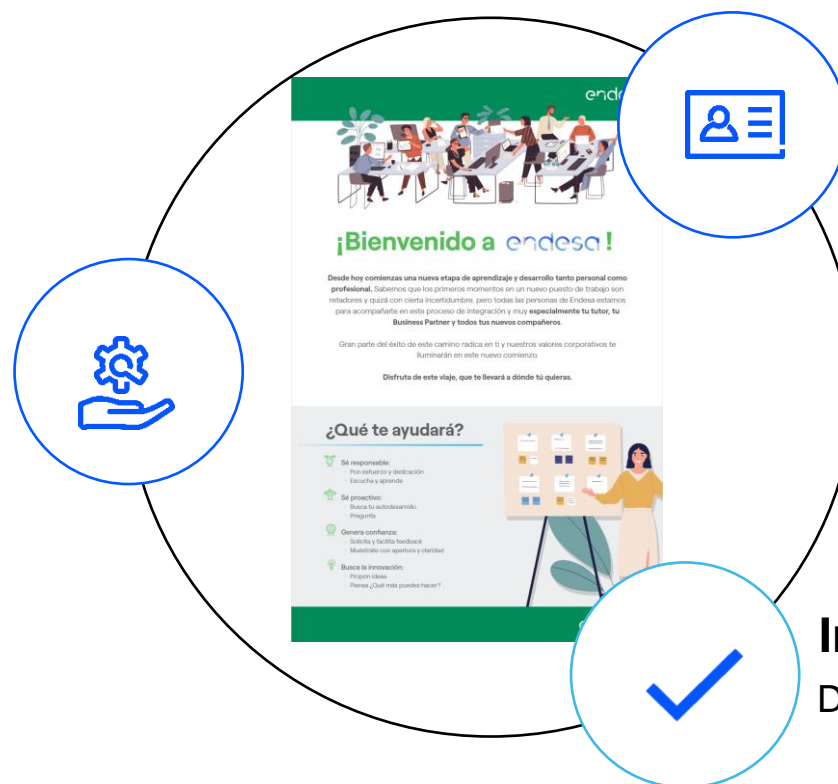 ende
¡Bienvenido a endesa!
Desde hoy comienzas una nueva etapa de aprendizaje y desarrollo tanto personal como
profesional. Sabemos que los primeros momentos en un nuevo puesto de trabajo son
retadores y quizá con cierta incertidumbre, pero todas las personas de Endesa estamos
para acompañarte en este proceso de integración y muy especialmente tu tutor, tu
Business Partner y todos tus nuevos compañeros.
Gran parte del éxito de este camino radica en ti y nuestros valores corporativos te
iluminarán en este nuevo comienzo.
Disfruta de este viaje, que te llevará a dónde tú quieras.
¿Qué te ayudará?
Sé responsable:
- Pon esfuerzo y dedicación
- Escucha y aprende
Sé proactivo:
- Busca tu autodesarrollo
- Pregunta
Genera confianza:
- Solicita y facilita feedback
- Muéstrate con apertura y claridad
Busca la innovación:
- Propón ideas
- Piensa ¿Qué más puedes hacer?